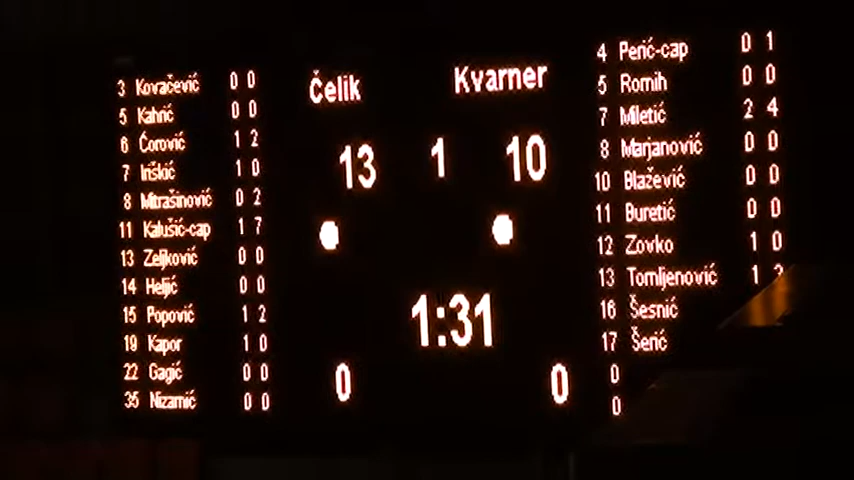 3 Kovačević 0 0
5 Kahrić 0 0
6 Ćorović 1 2
7 Iriškić 1 0
8 Mitrašinović 0 2
11 Kalušić-cap 1 7
13 Zeljković 0 0
14 Heljić 0 0
15 Popović 1 2
19 Kapor 1 0
22 Gagić 0 0
35 Nizamić 0 0
Čelik Kvarner
13 1 10
1:31
0 0
4 Perić-cap 0 1
5 Romih 0 0
7 Miletić 2 4
8 Marjanović 0 0
10 Blažević 0 0
11 Buretić 0 0
12 Zovko 1 0
13 Tomljenović 1
16 Šesnić
17 Šerić
0
0